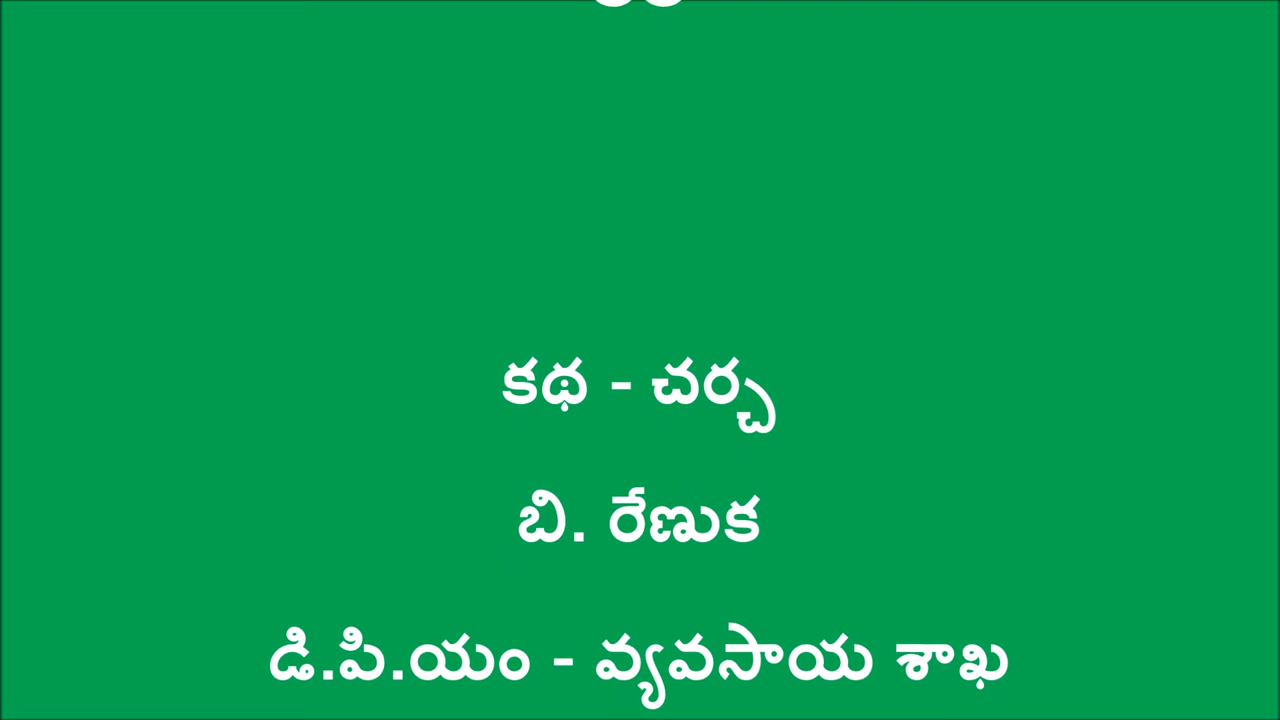 కథ - చర్చ
బి. రేణుక
డి.పి.యం - వ్యవసాయ శాఖ